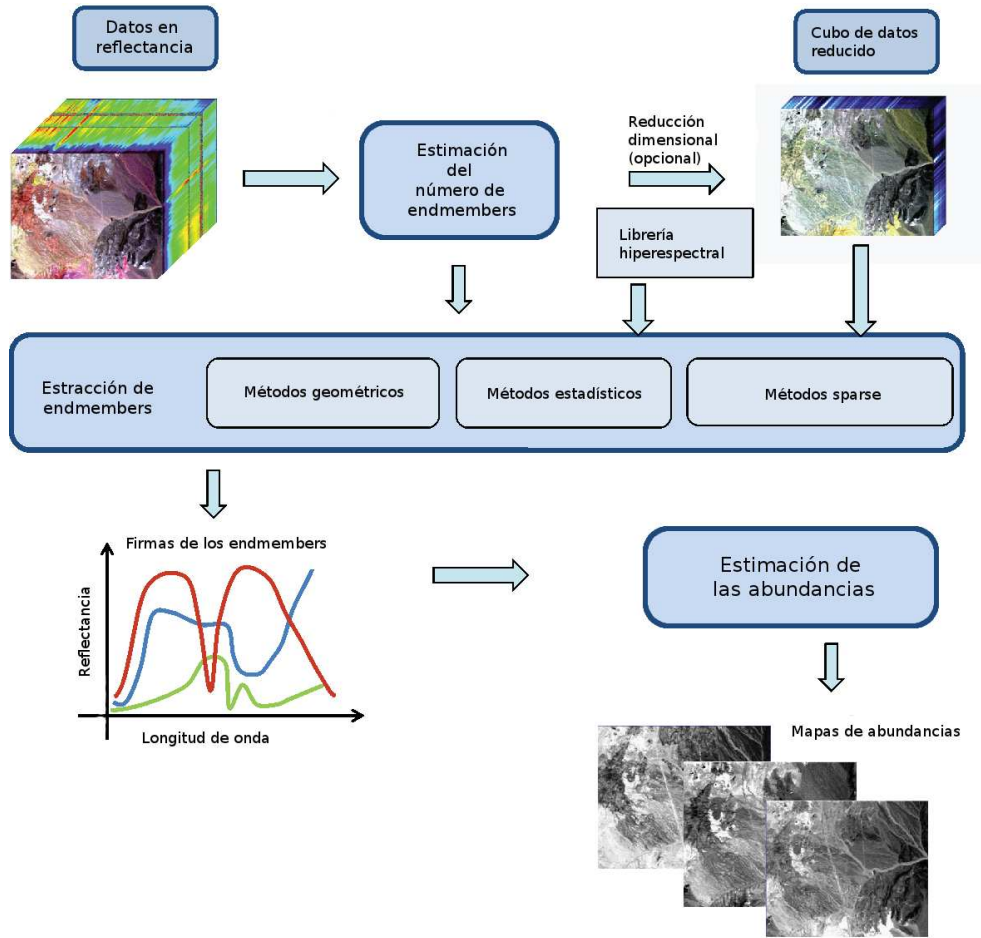 Datos en
reflectancia
Cubo de datos
reducido
Estimación
del
número de
endmembers
Reducción
dimensional
(opcional)
Librería
hiperespectral
Estracción de
endmembers
Métodos geométricos
Métodos estadísticos
Métodos sparse
Firmas de los endmembers
Reflectancia
Longitud de onda
Estimación de
las abundancias
Mapas de abundancias